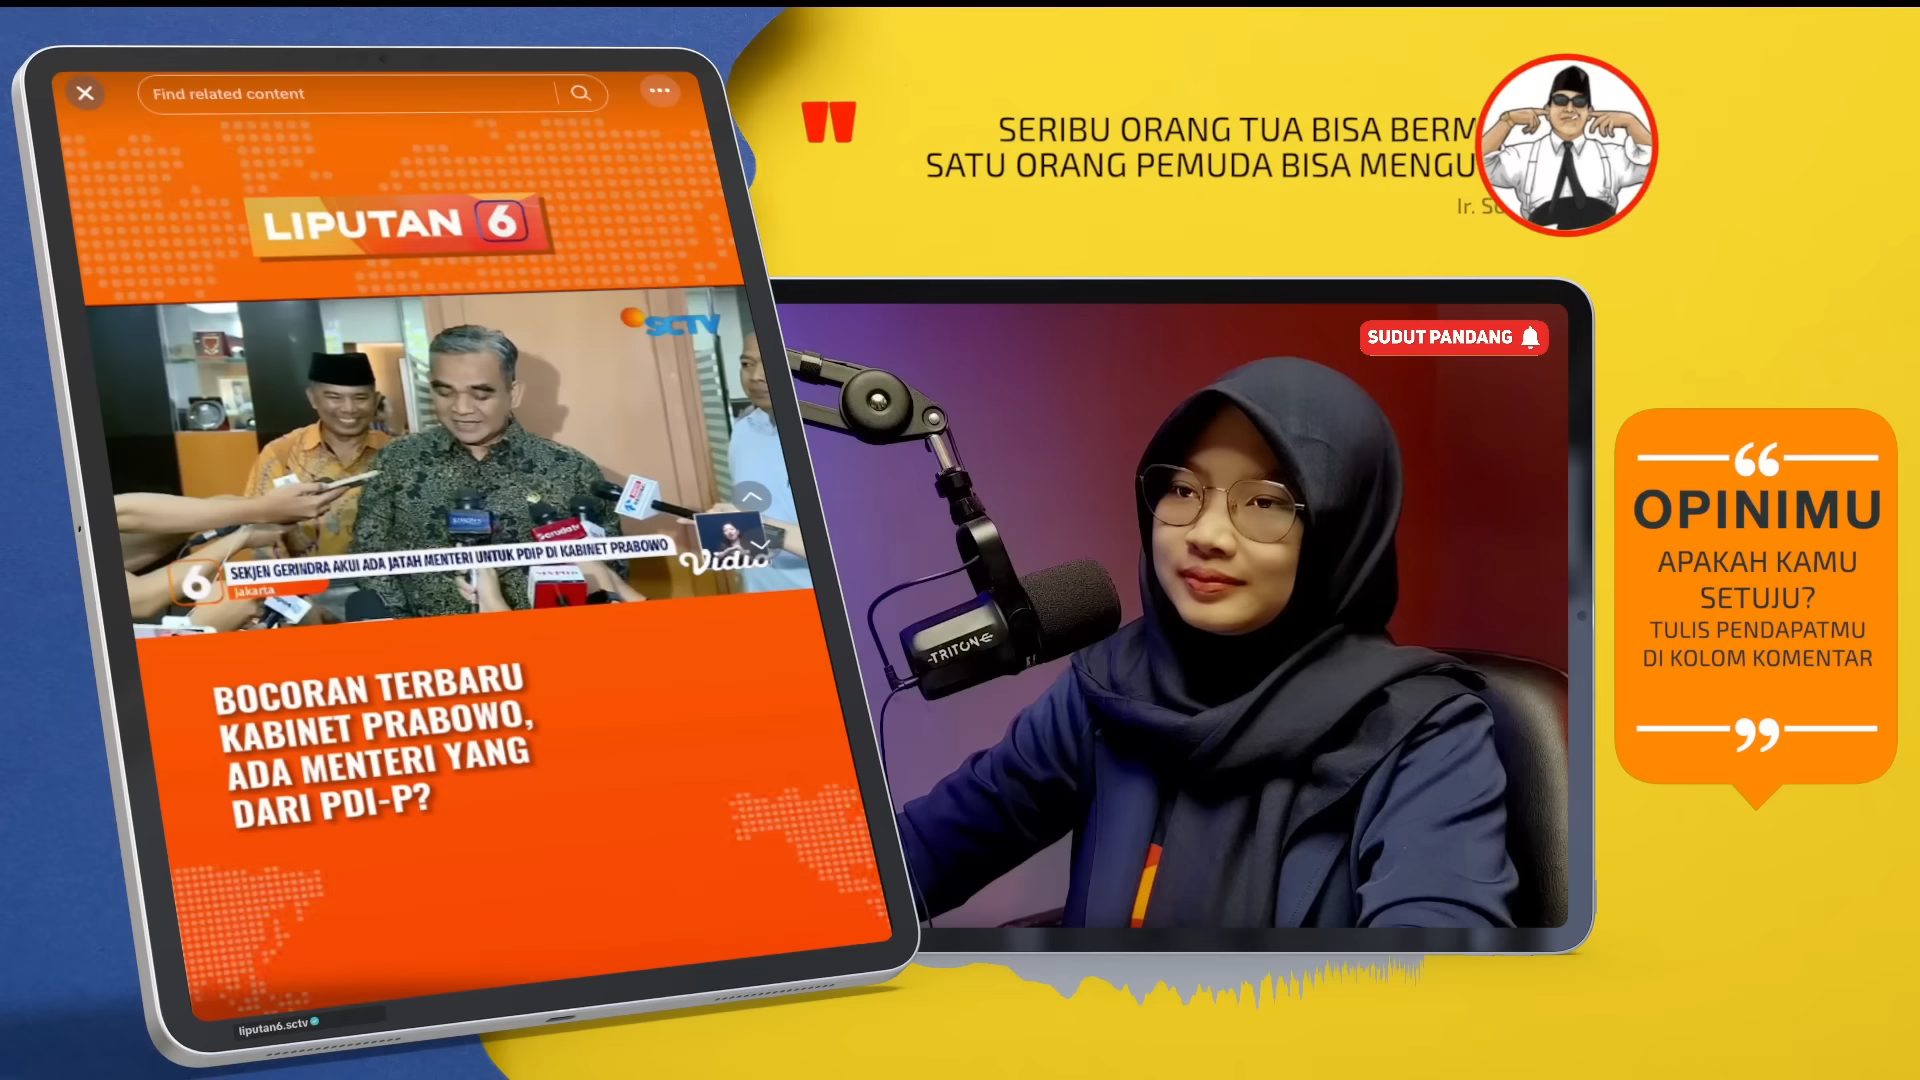 Find related content
LIPUTAN 6
SCTV
SEKJEN GERINDRA AKUI ADA JATAH MENTERI UNTUK PDIP DI KABINET PRABOWO
6
Jakarta
Vidio
BOCORAN TERBARU
KABINET PRABOWO,
ADA MENTERI YANG
DARI PDI-P?
liputan6.sctv
"
SERIBU ORANG TUA BISA BERM
SATU ORANG PEMUDA BISA MENGU
Ir. S
SUDUT PANDANG
TRITON
“
OPINIMU
APAKAH KAMU
SETUJU?
TULIS PENDAPATMU
DI KOLOM KOMENTAR
”